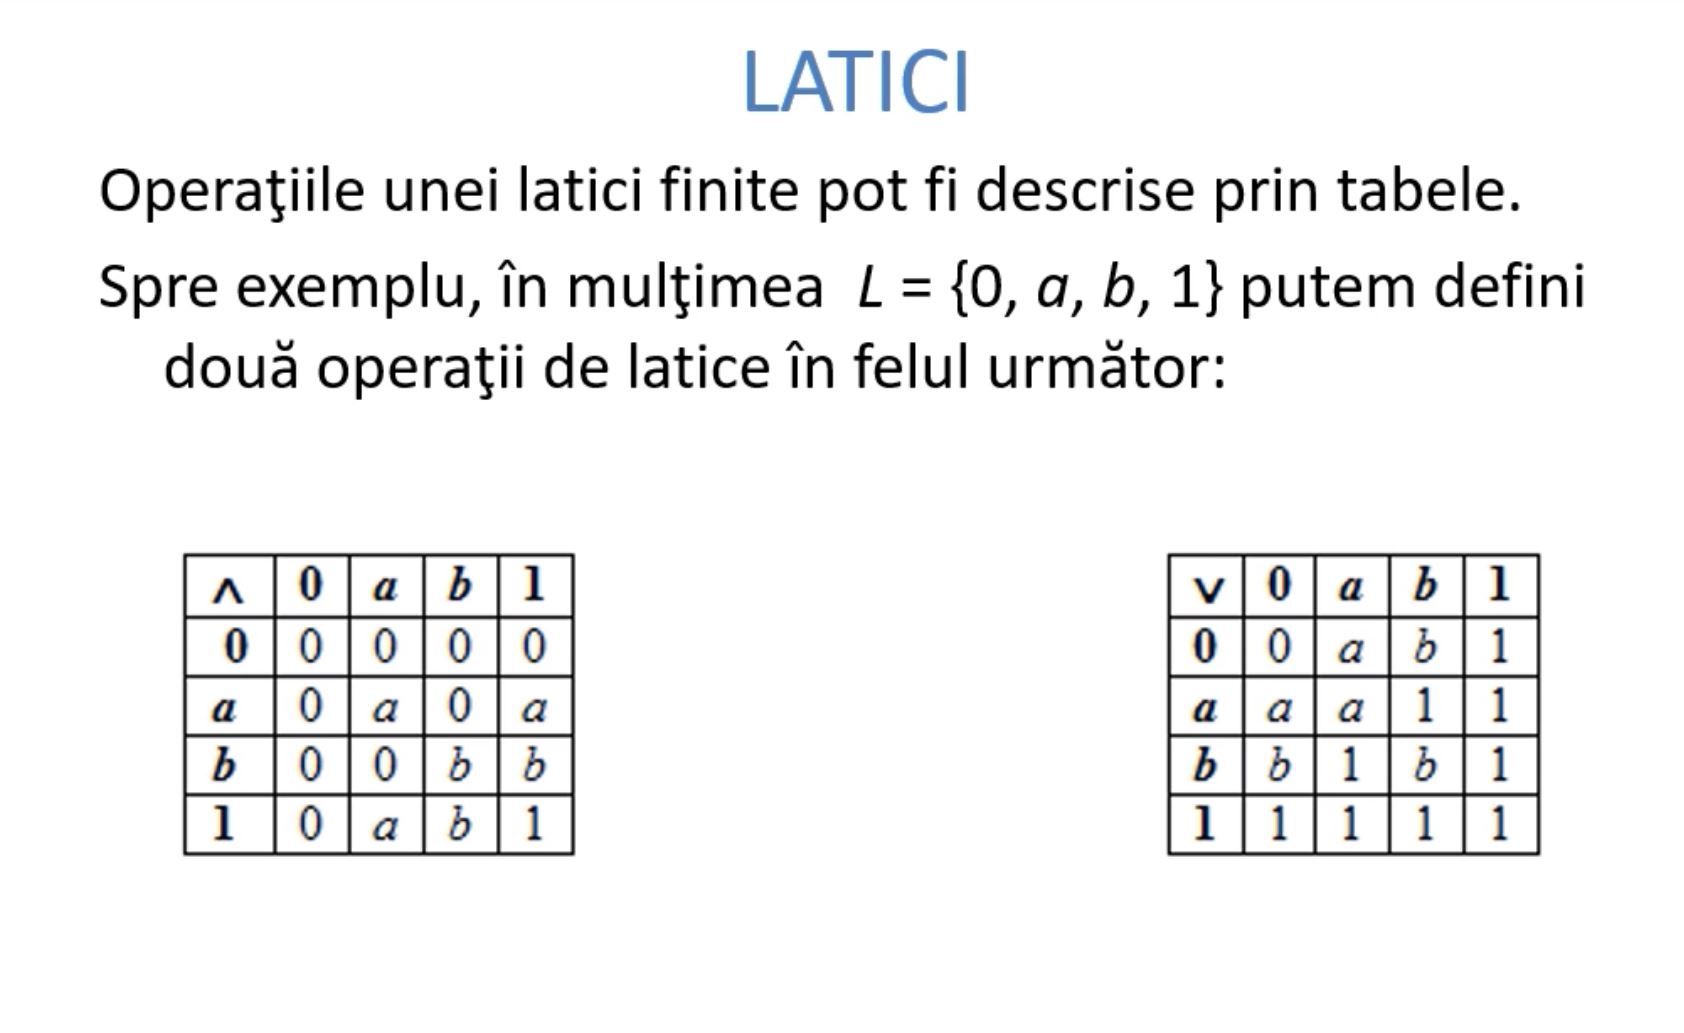 LATICI
Operaţiile unei latici finite pot fi descrise prin tabele.
Spre exemplu, în mulţimea L = {0, a, b, 1} putem defini
două operaţii de latice în felul următor:
∧ 0 a b 1
0 0 0 0 0
a 0 a 0 a
b 0 0 b b
1 0 a b 1
∨ 0 a b 1
0 0 a b 1
a a a 1 1
b b 1 b 1
1 1 1 1 1